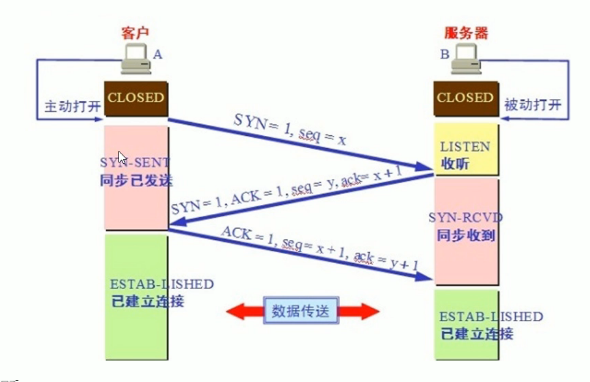 客户
服务器
A
B
CLOSED
CLOSED
主动打开
被动打开
SYN= 1, seq = x
LISTEN
收听
SYN-SENT
同步已发送
SYN = 1, ACK = 1, seq= y, ack= x + 1
SYN-RCVD
同步收到
ACK = 1, seq= x + 1, ack = y + 1
ESTAB-LISHED
已建立连接
数据传送
ESTAB-LISHED
已建立连接